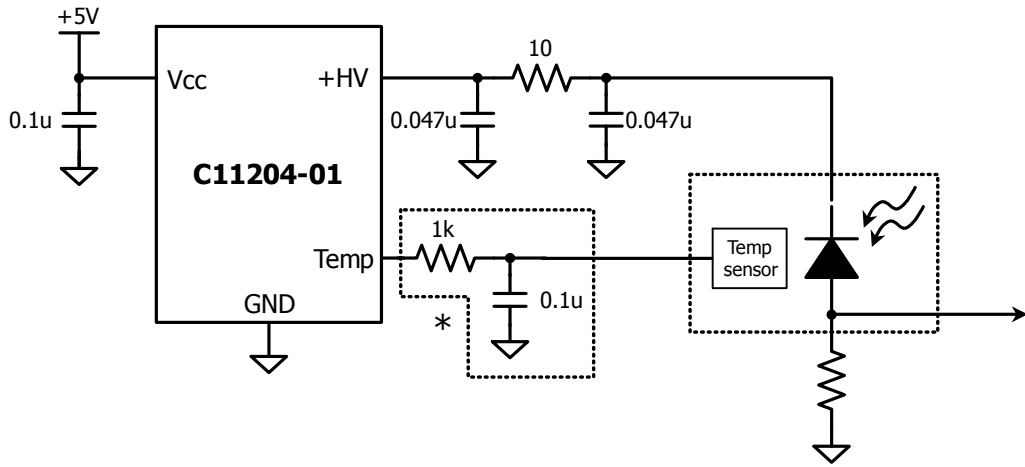 +5V
Vcc
0.1u
C11204-01
+HV
Temp
GND
10
0.047u
0.047u
1k
0.1u
*
Temp
sensor